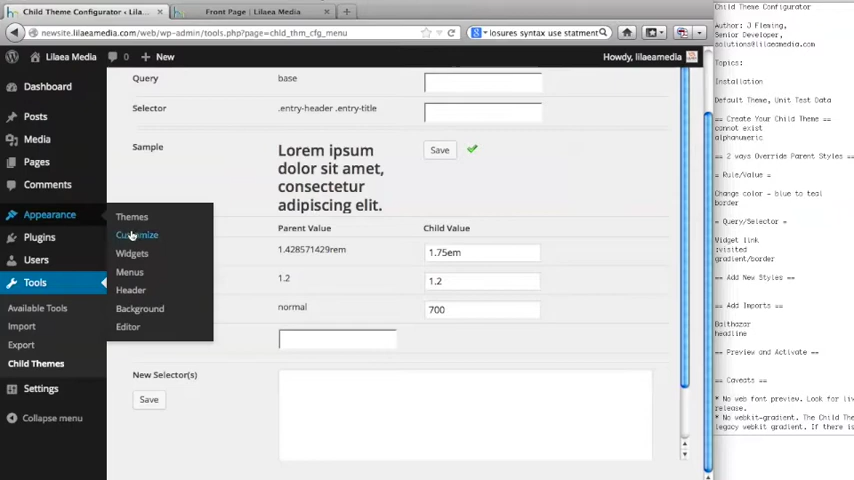 Child Theme Configurator ‹ Lilaea Media... ×
Front Page | Lilaea Media
newsite.lilaeamedia.com/web/wp-admin/tools.php?page=chld_thm_cfg_menu
losures syntax use statment
Lilaea Media
0
+ New
Howdy, lilaeamedia
Dashboard
Posts
Media
Pages
Comments
Appearance
Plugins
Users
Tools
Available Tools
Import
Export
Child Themes
Settings
Collapse menu
Themes
Customize
Widgets
Menus
Header
Background
Editor
Query
base
Selector
.entry-header .entry-title
Sample
Lorem ipsum
dolor sit amet,
consectetur
adipiscing elit.
Save
Parent Value
Child Value
1.428571429rem
1.75em
1.2
1.2
normal
700
New Selector(s)
Save
Child Theme Configurator
Author: J Fleming,
Senior Developer,
solutions@lilaeamedia.com
Topics:
Installation
Default Theme, Unit Test Data
== Create Your Child Theme ==
cannot exist
alphanumeric
== 2 ways Override Parent Styles ==
= Rule/Value =
Change color - blue to teal
border
= Query/Selector =
Widget link
:visited
gradient/border
== Add New Styles ==
== Add Imports ==
Balthazar
headline
== Preview and Activate ==
== Caveats ==
* No web font preview. Look for liv
release.
* No webkit-gradient. The Child The
legacy webkit gradient. If there is